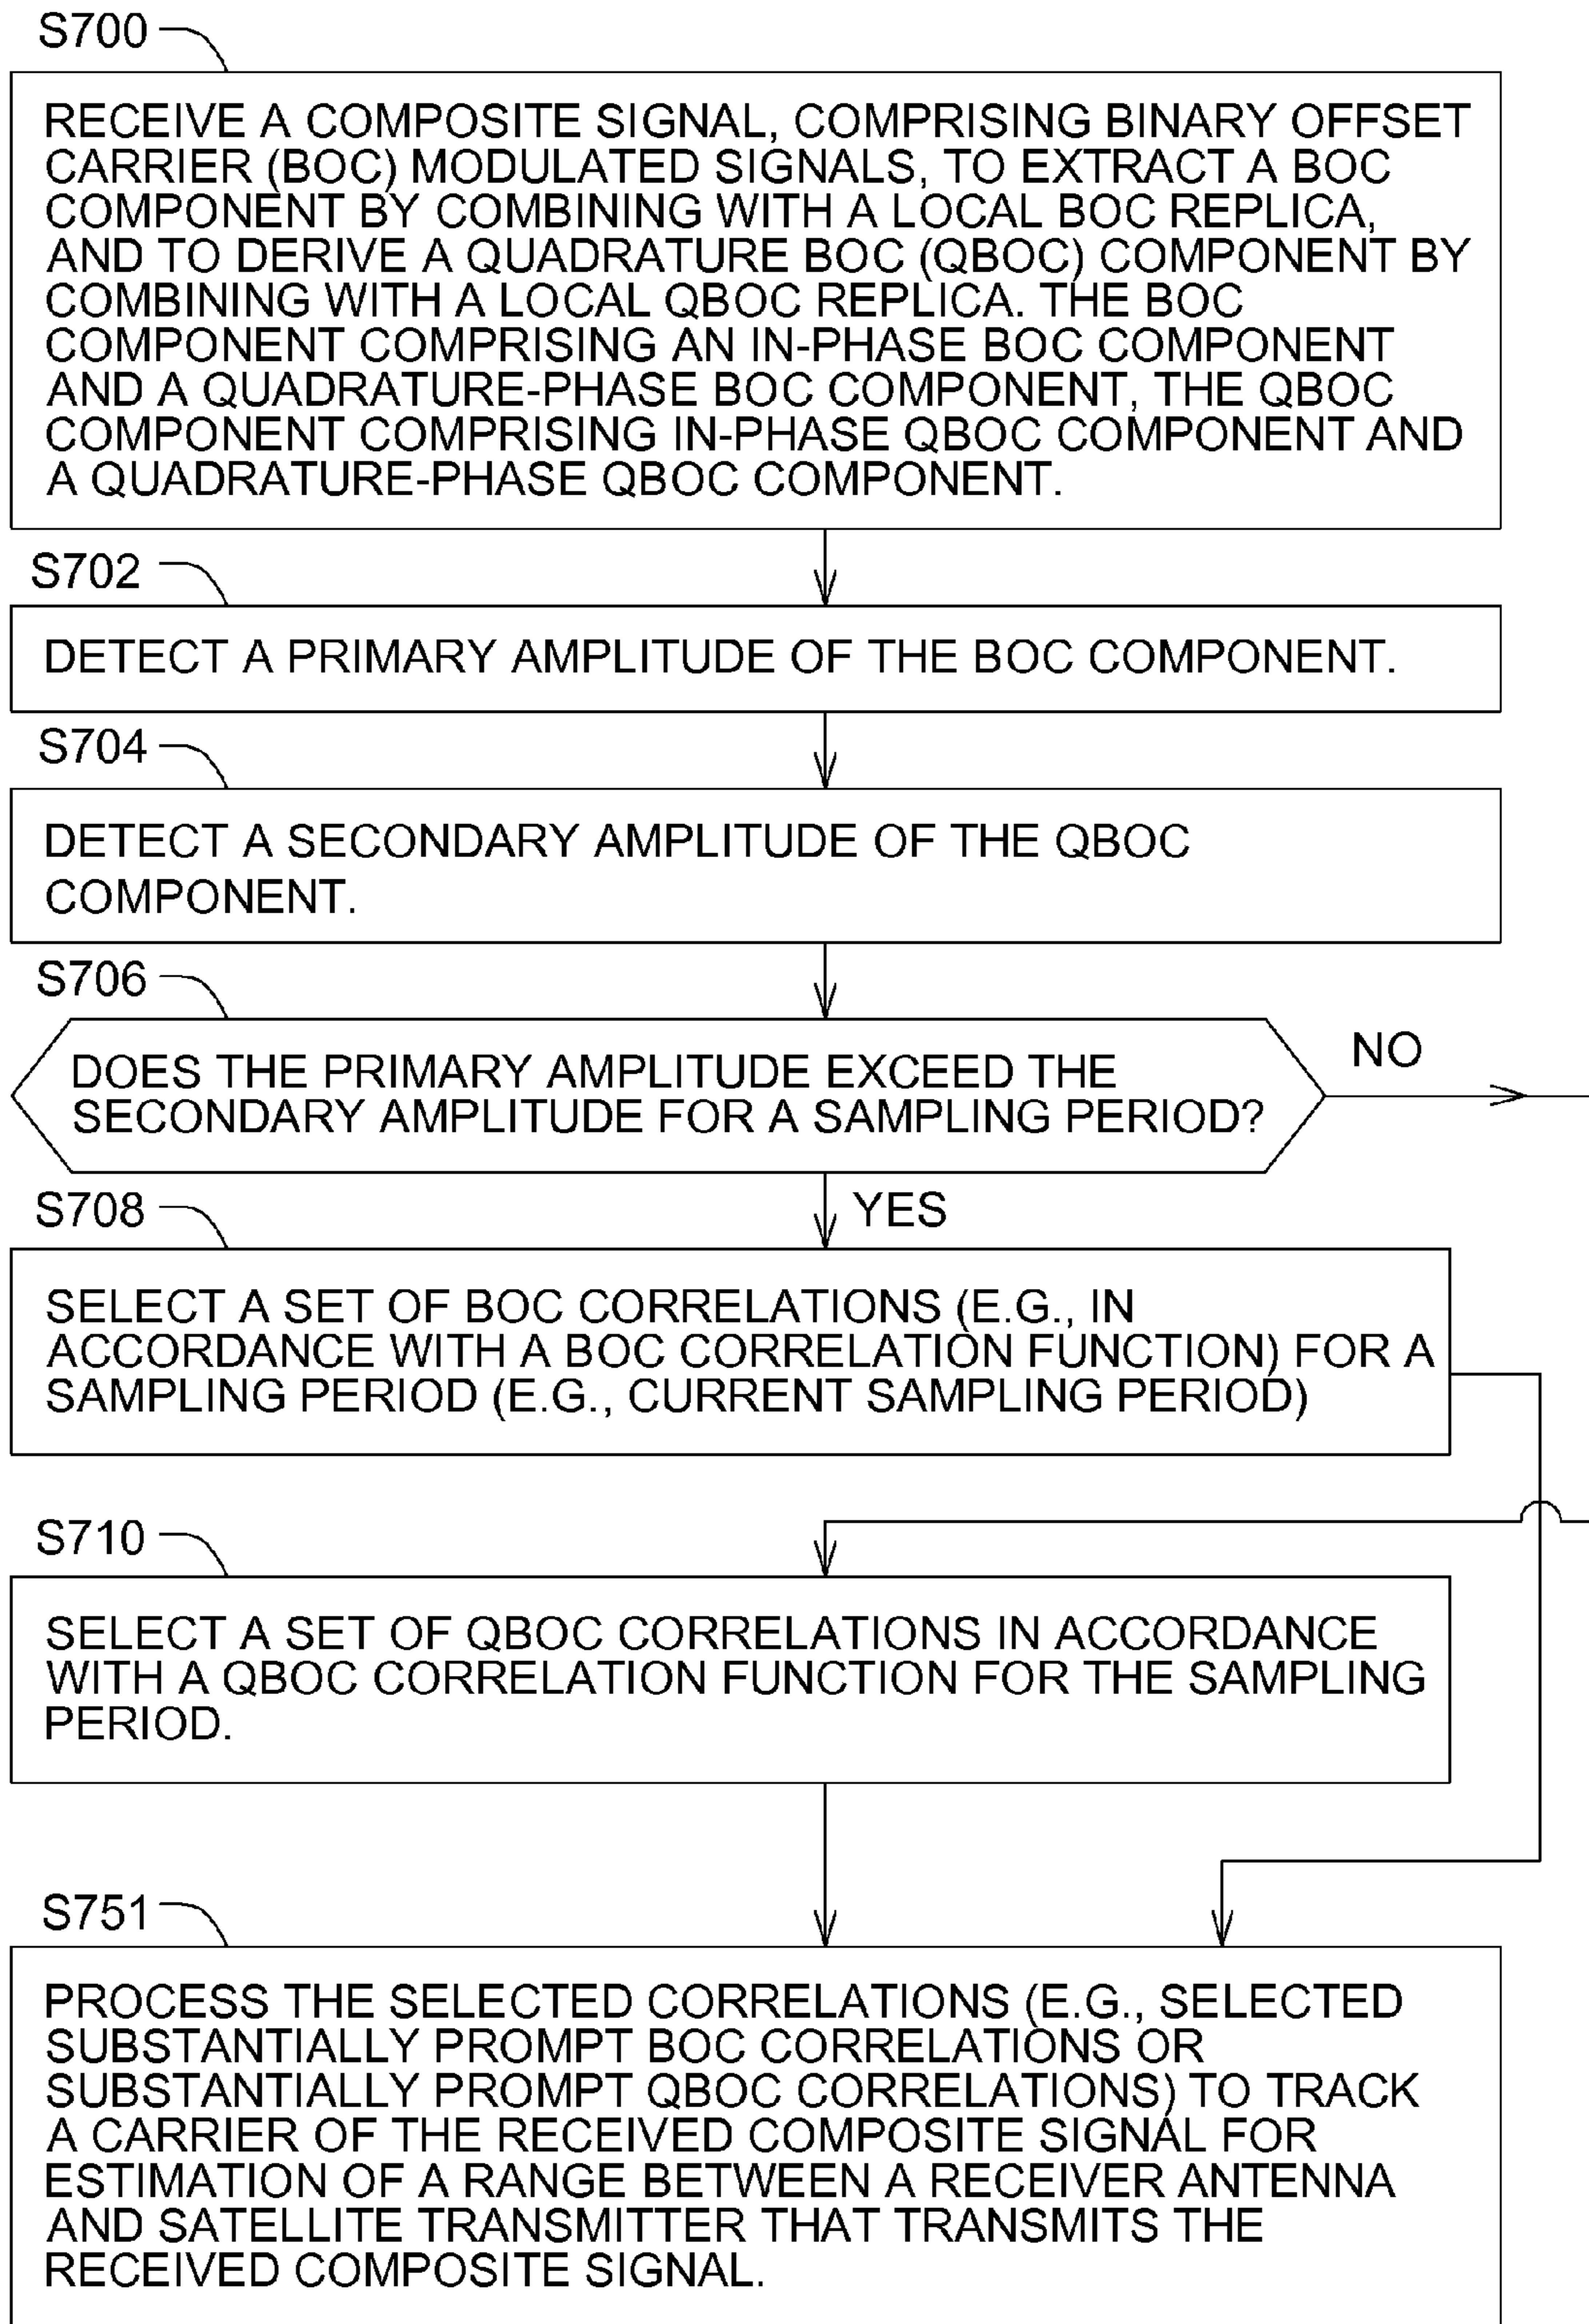 S700
RECEIVE A COMPOSITE SIGNAL, COMPRISING BINARY OFFSET
CARRIER (BOC) MODULATED SIGNALS, TO EXTRACT A BOC
COMPONENT BY COMBINING WITH A LOCAL BOC REPLICA,
AND TO DERIVE A QUADRATURE BOC (QBOC) COMPONENT BY
COMBINING WITH A LOCAL QBOC REPLICA. THE BOC
COMPONENT COMPRISING AN IN-PHASE BOC COMPONENT
AND A QUADRATURE-PHASE BOC COMPONENT, THE QBOC
COMPONENT COMPRISING IN-PHASE QBOC COMPONENT AND
A QUADRATURE-PHASE QBOC COMPONENT.
S702
DETECT A PRIMARY AMPLITUDE OF THE BOC COMPONENT.
S704
DETECT A SECONDARY AMPLITUDE OF THE QBOC
COMPONENT.
S706
DOES THE PRIMARY AMPLITUDE EXCEED THE
SECONDARY AMPLITUDE FOR A SAMPLING PERIOD?
NO
YES
S708
SELECT A SET OF BOC CORRELATIONS (E.G., IN
ACCORDANCE WITH A BOC CORRELATION FUNCTION) FOR A
SAMPLING PERIOD (E.G., CURRENT SAMPLING PERIOD)
S710
SELECT A SET OF QBOC CORRELATIONS IN ACCORDANCE
WITH A QBOC CORRELATION FUNCTION FOR THE SAMPLING
PERIOD.
S751
PROCESS THE SELECTED CORRELATIONS (E.G., SELECTED
SUBSTANTIALLY PROMPT BOC CORRELATIONS OR
SUBSTANTIALLY PROMPT QBOC CORRELATIONS) TO TRACK
A CARRIER OF THE RECEIVED COMPOSITE SIGNAL FOR
ESTIMATION OF A RANGE BETWEEN A RECEIVER ANTENNA
AND SATELLITE TRANSMITTER THAT TRANSMITS THE
RECEIVED COMPOSITE SIGNAL.